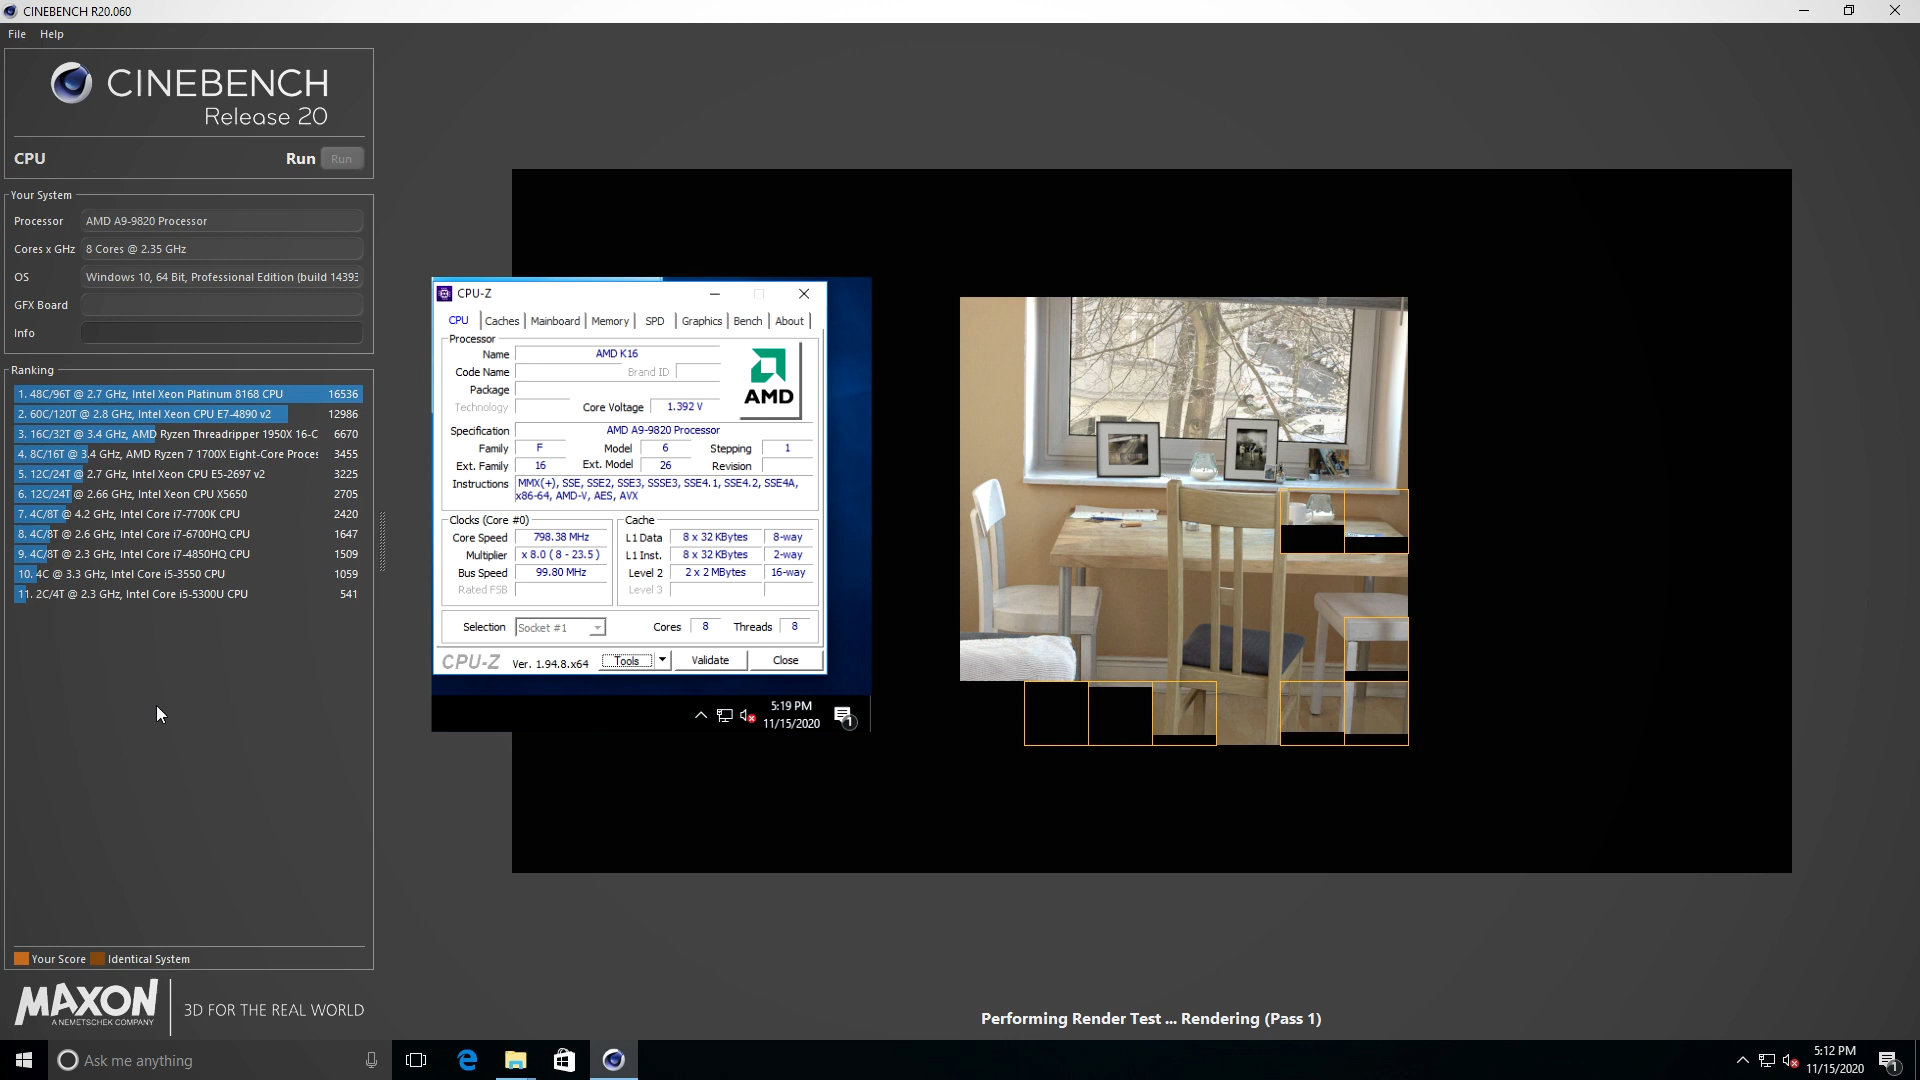 CINEBENCH R20.060
File Help
CINEBENCH
Release 20
CPU Run Run
Your System
Processor AMD A9-9820 Processor
Cores x GHz 8 Cores @ 2.35 GHz
OS Windows 10, 64 Bit, Professional Edition (build 14393
GFX Board
Info
Ranking
1. 48C/96T @ 2.7 GHz, Intel Xeon Platinum 8168 CPU 16536
2. 60C/120T @ 2.8 GHz, Intel Xeon CPU E7-4890 v2 12986
3. 16C/32T @ 3.4 GHz, AMD Ryzen Threadripper 1950X 16-C 6670
4. 8C/16T @ 3.4 GHz, AMD Ryzen 7 1700X Eight-Core Proces 3455
5. 12C/24T @ 2.7 GHz, Intel Xeon CPU E5-2697 v2 3225
6. 12C/24T @ 2.66 GHz, Intel Xeon CPU X5650 2705
7. 4C/8T @ 4.2 GHz, Intel Core i7-7700K CPU 2420
8. 4C/8T @ 2.6 GHz, Intel Core i7-6700HQ CPU 1647
9. 4C/8T @ 2.3 GHz, Intel Core i7-4850HQ CPU 1509
10. 4C @ 3.3 GHz, Intel Core i5-3550 CPU 1059
11. 2C/4T @ 2.3 GHz, Intel Core i5-5300U CPU 541
Your Score Identical System
MAXON
A NEMETSCHEK COMPANY
3D FOR THE REAL WORLD
CPU-Z
CPU Caches Mainboard Memory SPD Graphics Bench About
Processor
Name AMD K16
Code Name Brand ID
Package
Technology Core Voltage 1.392 V
AMD
Specification AMD A9-9820 Processor
Family F Model 6 Stepping 1
Ext. Family 16 Ext. Model 26 Revision
Instructions MMX(+), SSE, SSE2, SSE3, SSSE3, SSE4.1, SSE4.2, SSE4A,
x86-64, AMD-V, AES, AVX
Clocks (Core #0) Cache
Core Speed 798.38 MHz L1 Data 8 x 32 KBytes 8-way
Multiplier x 8.0 ( 8 - 23.5 ) L1 Inst. 8 x 32 KBytes 2-way
Bus Speed 99.80 MHz Level 2 2 x 2 MBytes 16-way
Rated FSB Level 3
Selection Socket #1 Cores 8 Threads 8
CPU-Z Ver. 1.94.8.x64 Tools Validate Close
5:19 PM
11/15/2020
1
Performing Render Test ... Rendering (Pass 1)
Ask me anything
5:12 PM
11/15/2020
1